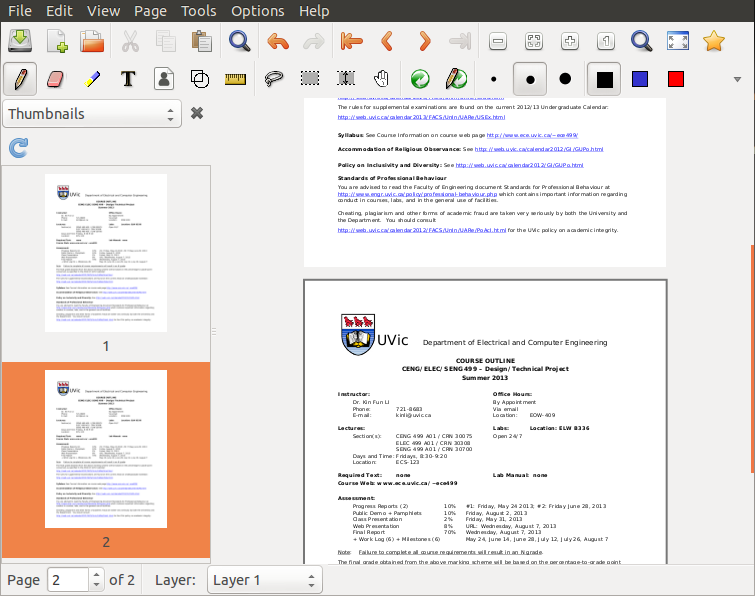 File Edit View Page Tools Options Help
Thumbnails
1
2
Page 2 of 2 Layer: Layer 1
The rules for supplemental examinations are found on the current 2012/13 Undergraduate Calendar:
http://web.uvic.ca/calendar2013/FACS/UnIn/UARe/USEx.html
Syllabus: See Course Information on course web page http://www.ece.uvic.ca/~ece499/
Accommodation of Religious Observance: See http://web.uvic.ca/calendar2012/GI/GUPo.html
Policy on Inclusivity and Diversity: See http://web.uvic.ca/calendar2012/GI/GUPo.html
Standards of Professional Behaviour
You are advised to read the Faculty of Engineering document Standards for Professional Behaviour at
http://www.engr.uvic.ca/policy/professional-behaviour.php which contains important information regarding
conduct in courses, labs, and in the general use of facilities.
Cheating, plagiarism and other forms of academic fraud are taken very seriously by both the University and
the Department. You should consult
http://web.uvic.ca/calendar2012/FACS/UnIn/UARe/PoAcI.html for the UVic policy on academic integrity.
UVic Department of Electrical and Computer Engineering
COURSE OUTLINE
CENG/ELEC/SENG 499 – Design/Technical Project
Summer 2013
Instructor: Office Hours:
Dr. Kin Fun Li By Appointment
Phone: 721-8683 Via email
E-mail: kinli@uvic.ca Location: EOW-409
Lectures: Labs: Location: ELW B336
Section(s): CENG 499 A01 / CRN 30075 Open 24/7
ELEC 499 A01 / CRN 30308
SENG 499 A01 / CRN 30700
Days and Time: Fridays, 8:30-9:20
Location: ECS-123
Required Text: none Lab Manual: none
Course Web: www.ece.uvic.ca/~ece499
Assessment:
Progress Reports (2) 10% #1: Friday, May 24 2013; #2: Friday June 28, 2013
Public Demo + Pamphlets 10% Friday, August 2, 2013
Class Presentation 2% Friday, May 31, 2013
Web Presentation 8% URL: Wednesday, August 7, 2013
Final Report 70% Wednesday, August 7, 2013
+ Work Log (6) + Milestones (6) May 24, June 14, June 28, July 12, July 26, August 7
Note: Failure to complete all course requirements will result in an N grade.
The final grade obtained from the above marking scheme will be based on the percentage-to-grade point